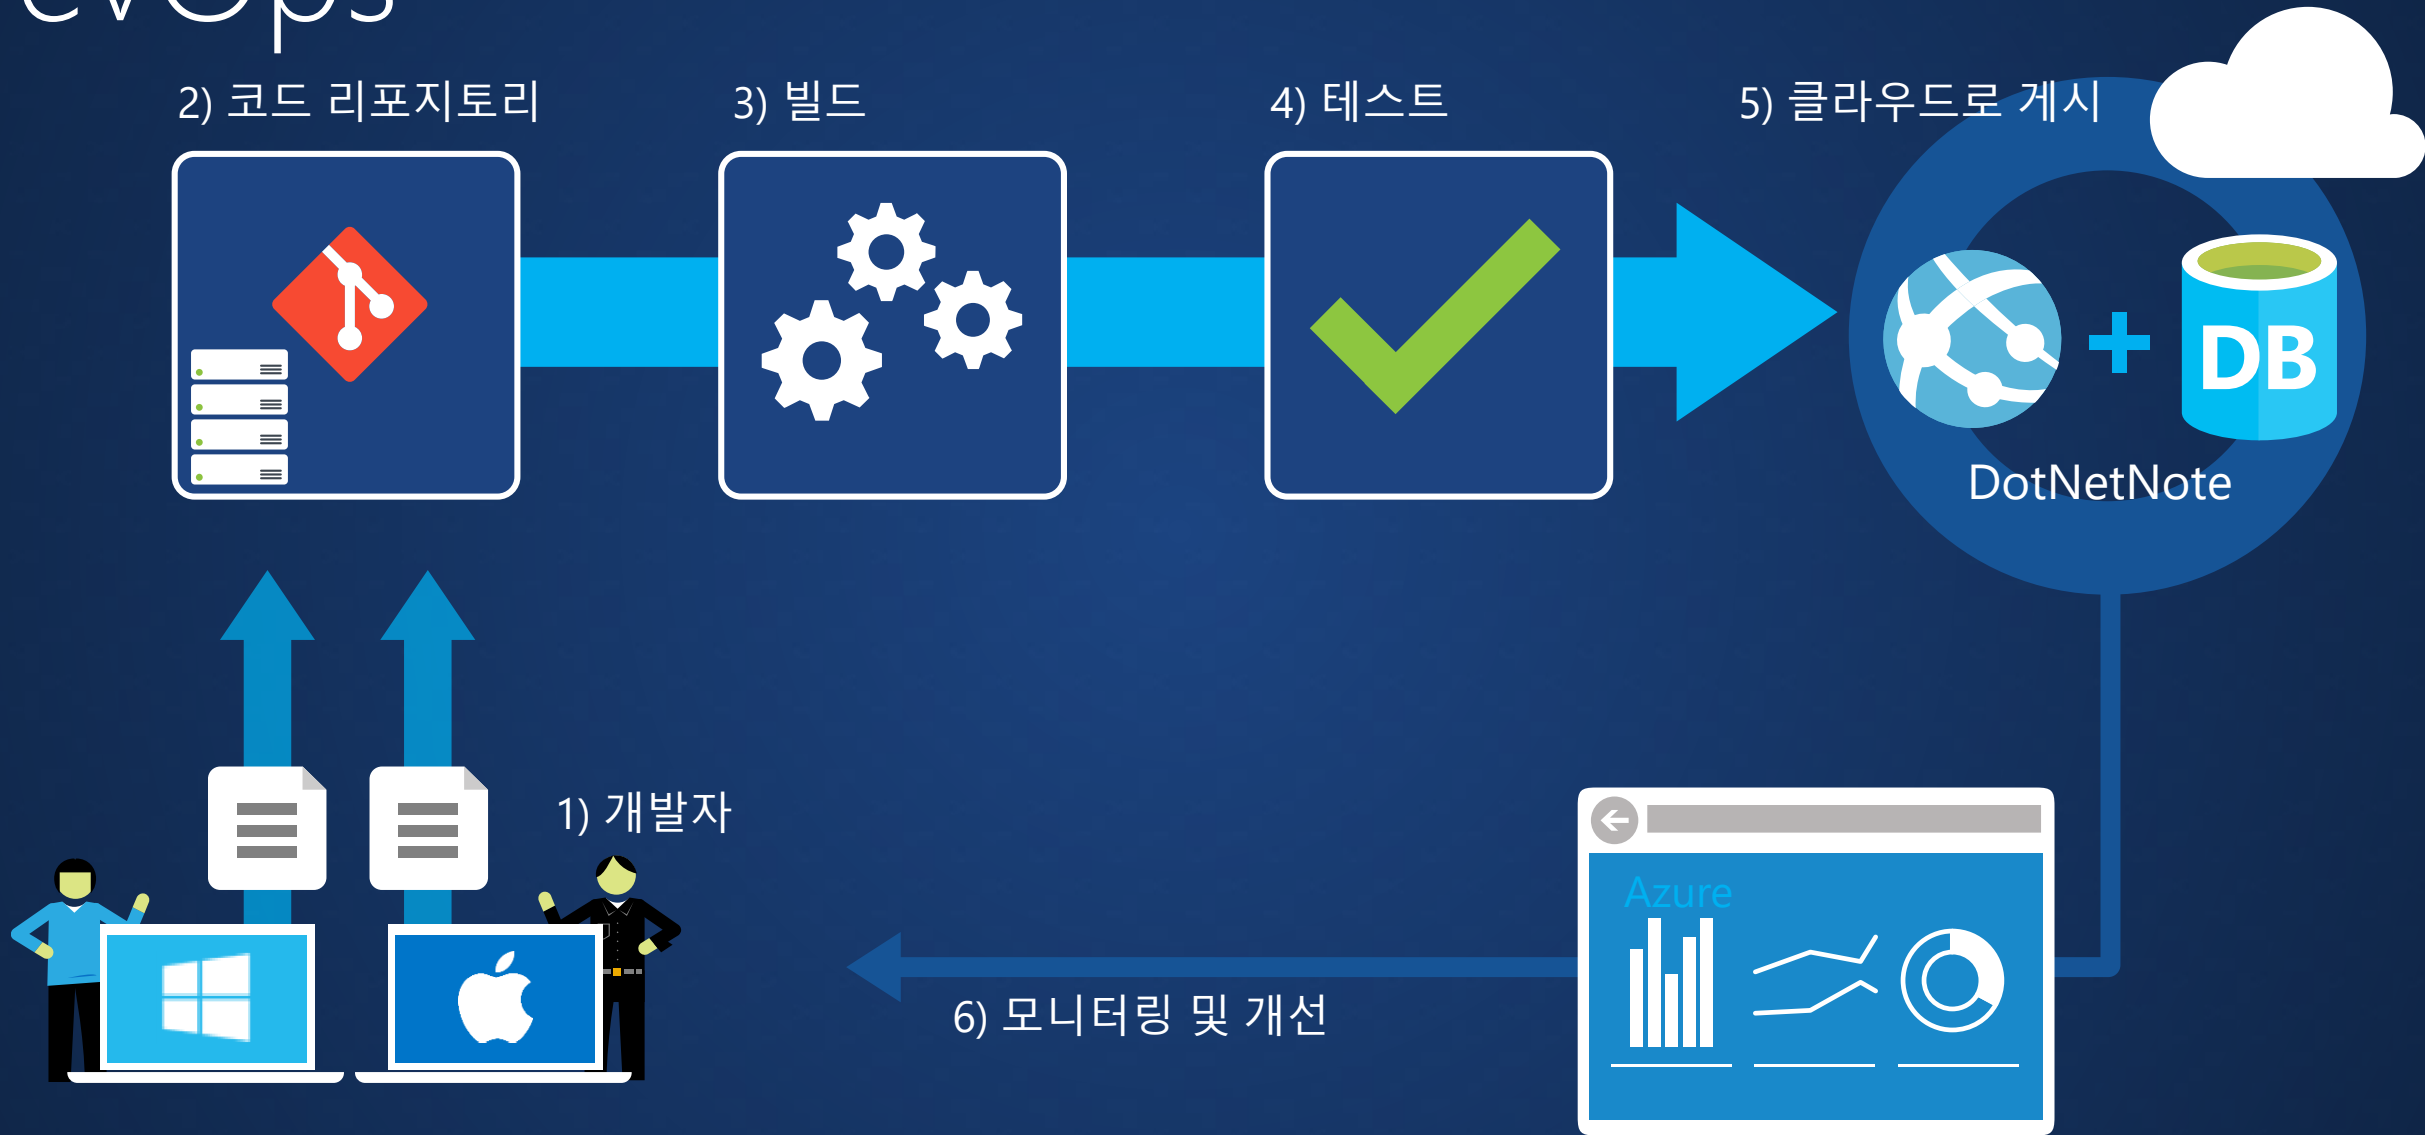 evOps
2) 코드 리포지토리
3) 빌드
4) 테스트
5) 클라우드로 게시
DB
DotNetNote
1) 개발자
Azure
6) 모니터링 및 개선